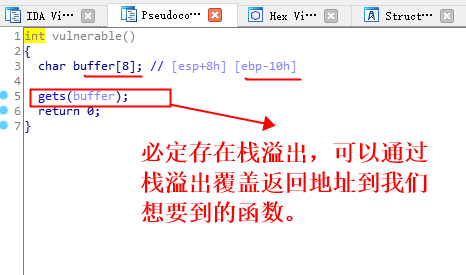 IDA Vi··· Pseudoco··· Hex Vi··· Struct···
1 int vulnerable()
2 {
3 char buffer[8]; // [esp+8h] [ebp-10h]
4
5 gets(buffer);
6 return 0;
7 }
必定存在栈溢出，可以通过
栈溢出覆盖返回地址到我们
想要到的函数。